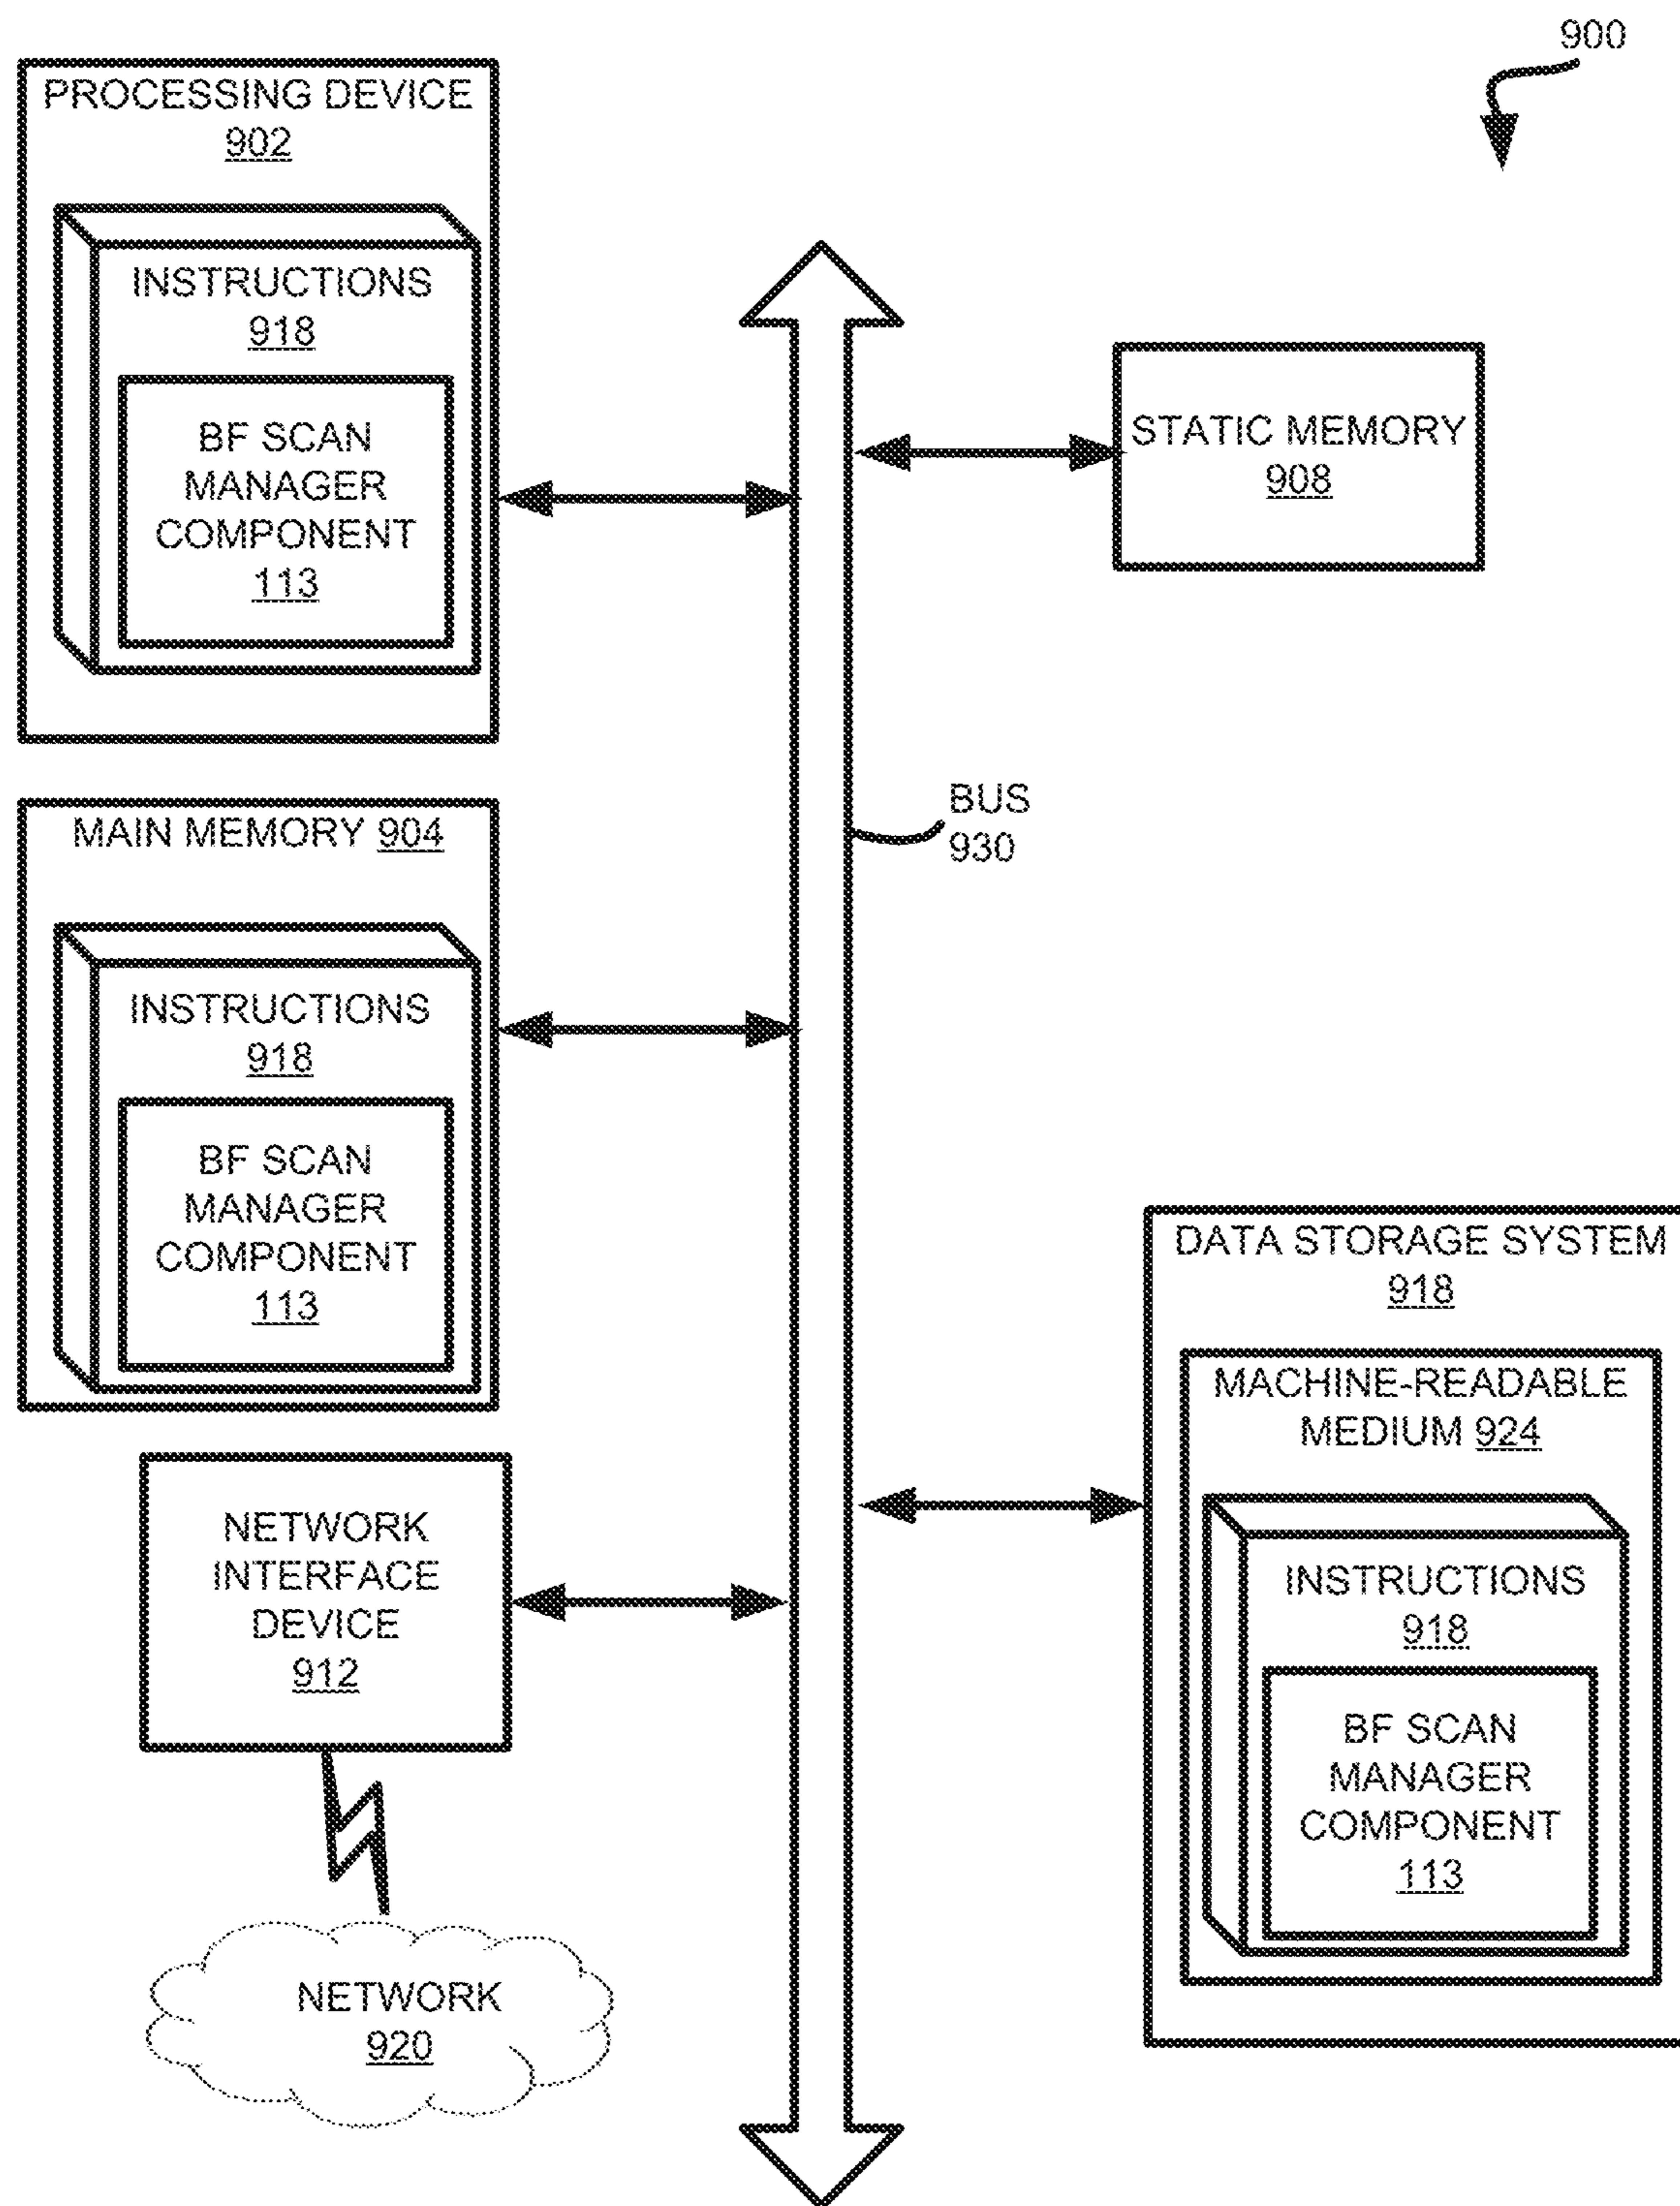 900
PROCESSING DEVICE
902
INSTRUCTIONS
918
BF SCAN
MANAGER
COMPONENT
113
STATIC MEMORY
908
BUS
930
MAIN MEMORY 904
INSTRUCTIONS
918
BF SCAN
MANAGER
COMPONENT
113
DATA STORAGE SYSTEM
918
MACHINE-READABLE
MEDIUM 924
INSTRUCTIONS
918
BF SCAN
MANAGER
COMPONENT
113
NETWORK
INTERFACE
DEVICE
912
NETWORK
920